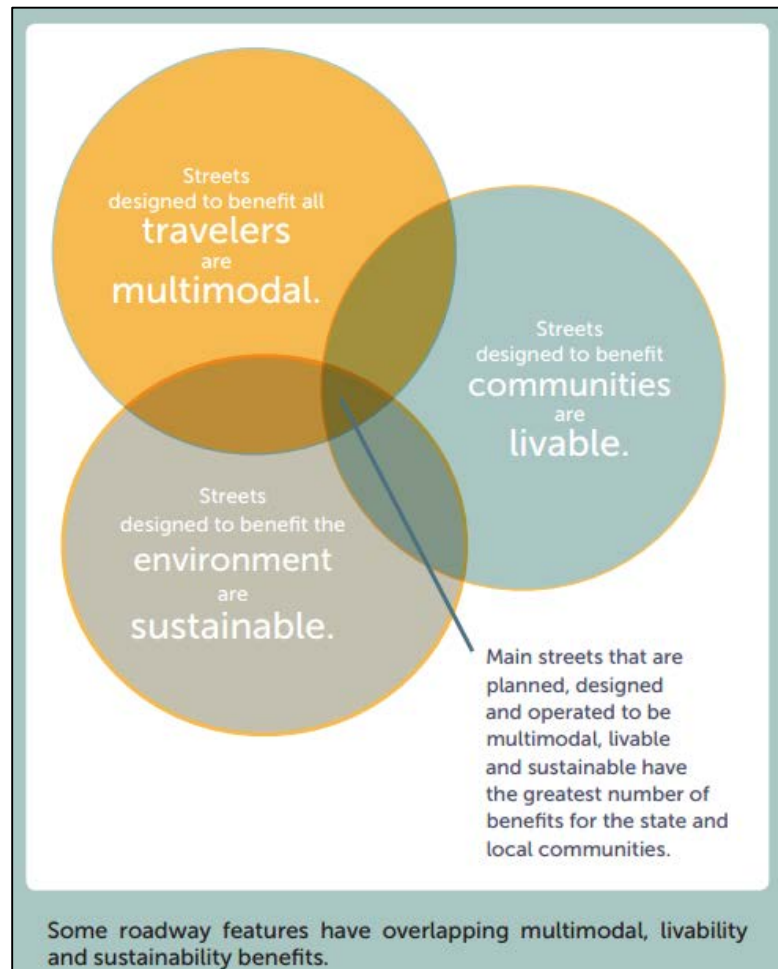 Streets
designed to benefit all
travelers
are
multimodal.
Streets
designed to benefit
communities
are
livable.
Streets
designed to benefit the
environment
are
sustainable.
Main streets that are
planned, designed
and operated to be
multimodal, livable
and sustainable have
the greatest number of
benefits for the state and
local communities.
Some roadway features have overlapping multimodal, livability
and sustainability benefits.